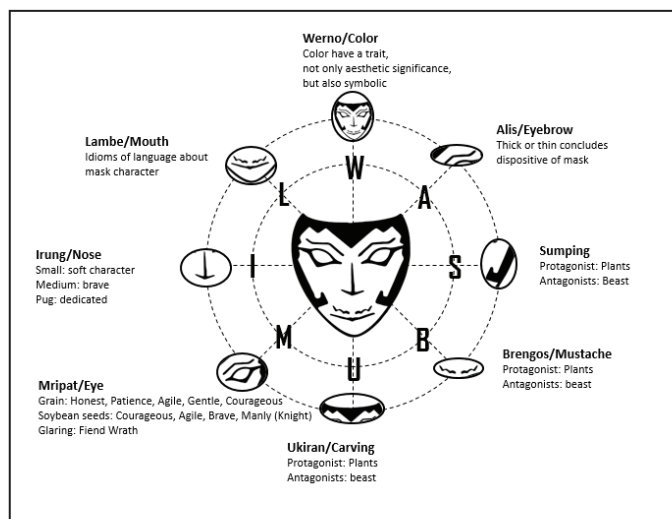 Werno/Color
Color have a trait,
not only aesthetic significance,
but also symbolic
Alis/Eyebrow
Thick or thin concludes
dispositive of mask
Lambe/Mouth
Idioms of language about
mask character
W
A
L
Irung/Nose
Small: soft character
Medium: brave
Pug: dedicated
I
S
Sumping
Protagonist: Plants
Antagonists: Beast
M
B
U
Brengos/Mustache
Protagonist: Plants
Antagonists: beast
Mripat/Eye
Grain: Honest, Patience, Agile, Gentle, Courageous
Soybean seeds: Courageous, Agile, Brave, Manly (Knight)
Glaring: Fiend Wrath
Ukiran/Carving
Protagonist: Plants
Antagonists: beast